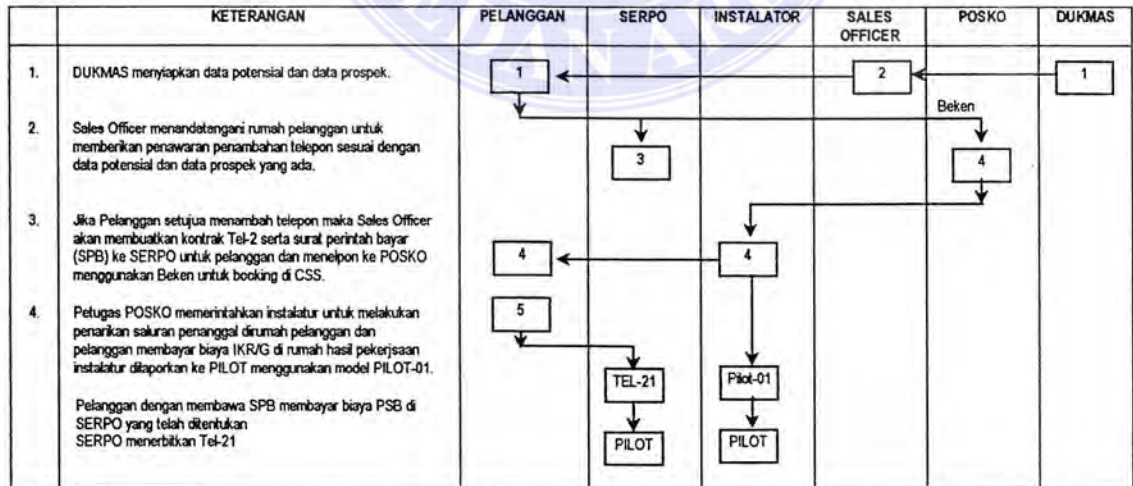 KETERANGAN PELANGGAN SERPO INSTALATOR SALES OFFICER POSKO DUKMAS
1. DUKMAS menyiapkan data potensial dan data prospek.
1 2 1
Beken
2. Sales Officer menandatengani rumah pelanggan untuk
memberikan penawaran penambahan telepon sesuai dengan
data potensial dan data prospek yang ada.
3 4
3. Jika Pelanggan setujua menambah telepon maka Sales Officer
akan membuatkan kontrak Tel-2 serta surat perintah bayar
(SPB) ke SERPO untuk pelanggan dan menelpon ke POSKO
menggunakan Beken untuk booking di CSS.
4 4
4. Petugas POSKO memerintahkan instalatur untuk melakukan
penarikan saluran penanggal dirumah pelanggan dan
pelanggan membayar biaya IKR/G di rumah hasil pekerjsaan
instalatur dilaporkan ke PILOT menggunakan model PILOT-01.
5
TEL-21 Pilot-01
Pelanggan dengan membawa SPB membayar biaya PSB di
SERPO yang telah ditentukan
SERPO menerbitkan Tel-21
PILOT PILOT